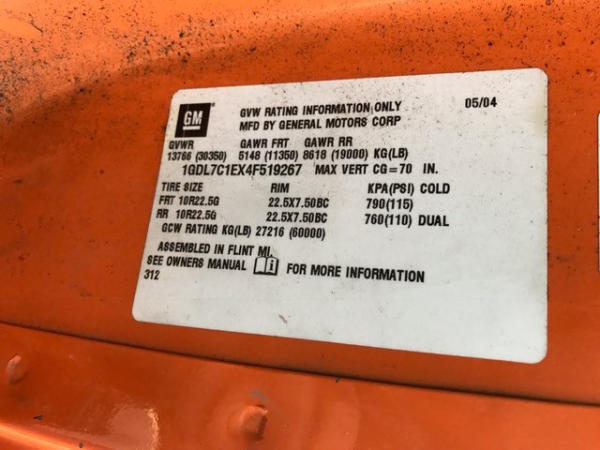 GM
GVW RATING INFORMATION ONLY 05/04
MFD BY GENERAL MOTORS CORP
GVWR GAWR FRT GAWR RR
13766 (30350) 5148 (11350) 8618 (19000) KG(LB)
1GDL7C1EX4F519267 MAX VERT CG=70 IN.
TIRE SIZE RIM KPA(PSI) COLD
FRT 10R22.5G 22.5X7.50BC 790(115)
RR 10R22.5G 22.5X7.50BC 760(110) DUAL
GCW RATING KG(LB) 27216 (60000)
ASSEMBLED IN FLINT MI.
SEE OWNERS MANUAL i FOR MORE INFORMATION
312